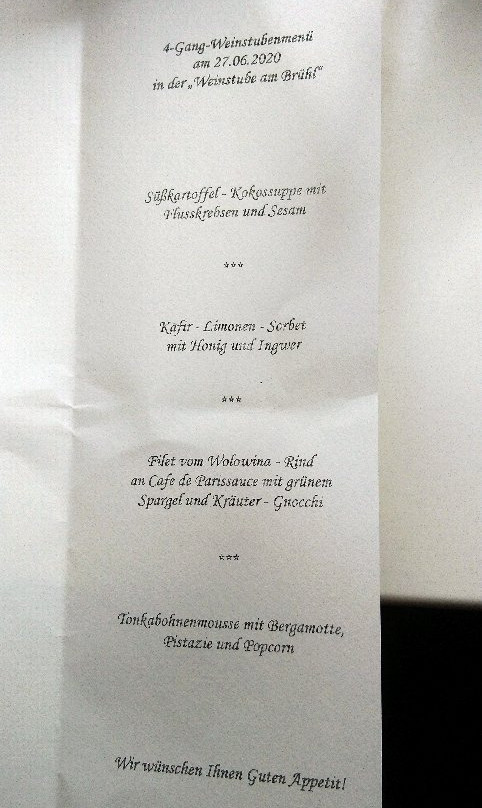 4-Gang-Weinstubenmenü
am 27.06.2020
in der „Weinstube am Brühl“
Süßkartoffel - Kokossuppe mit
Flusskrebsen und Sesam
***
Kafir - Limonen - Sorbet
mit Honig und Ingwer
***
Filet vom Wolowina - Rind
an Cafe de Parissauce mit grünem
Spargel und Kräuter - Gnocchi
***
Tonkabohnenmousse mit Bergamotte,
Pistazie und Popcorn
Wir wünschen Ihnen Guten Appetit!